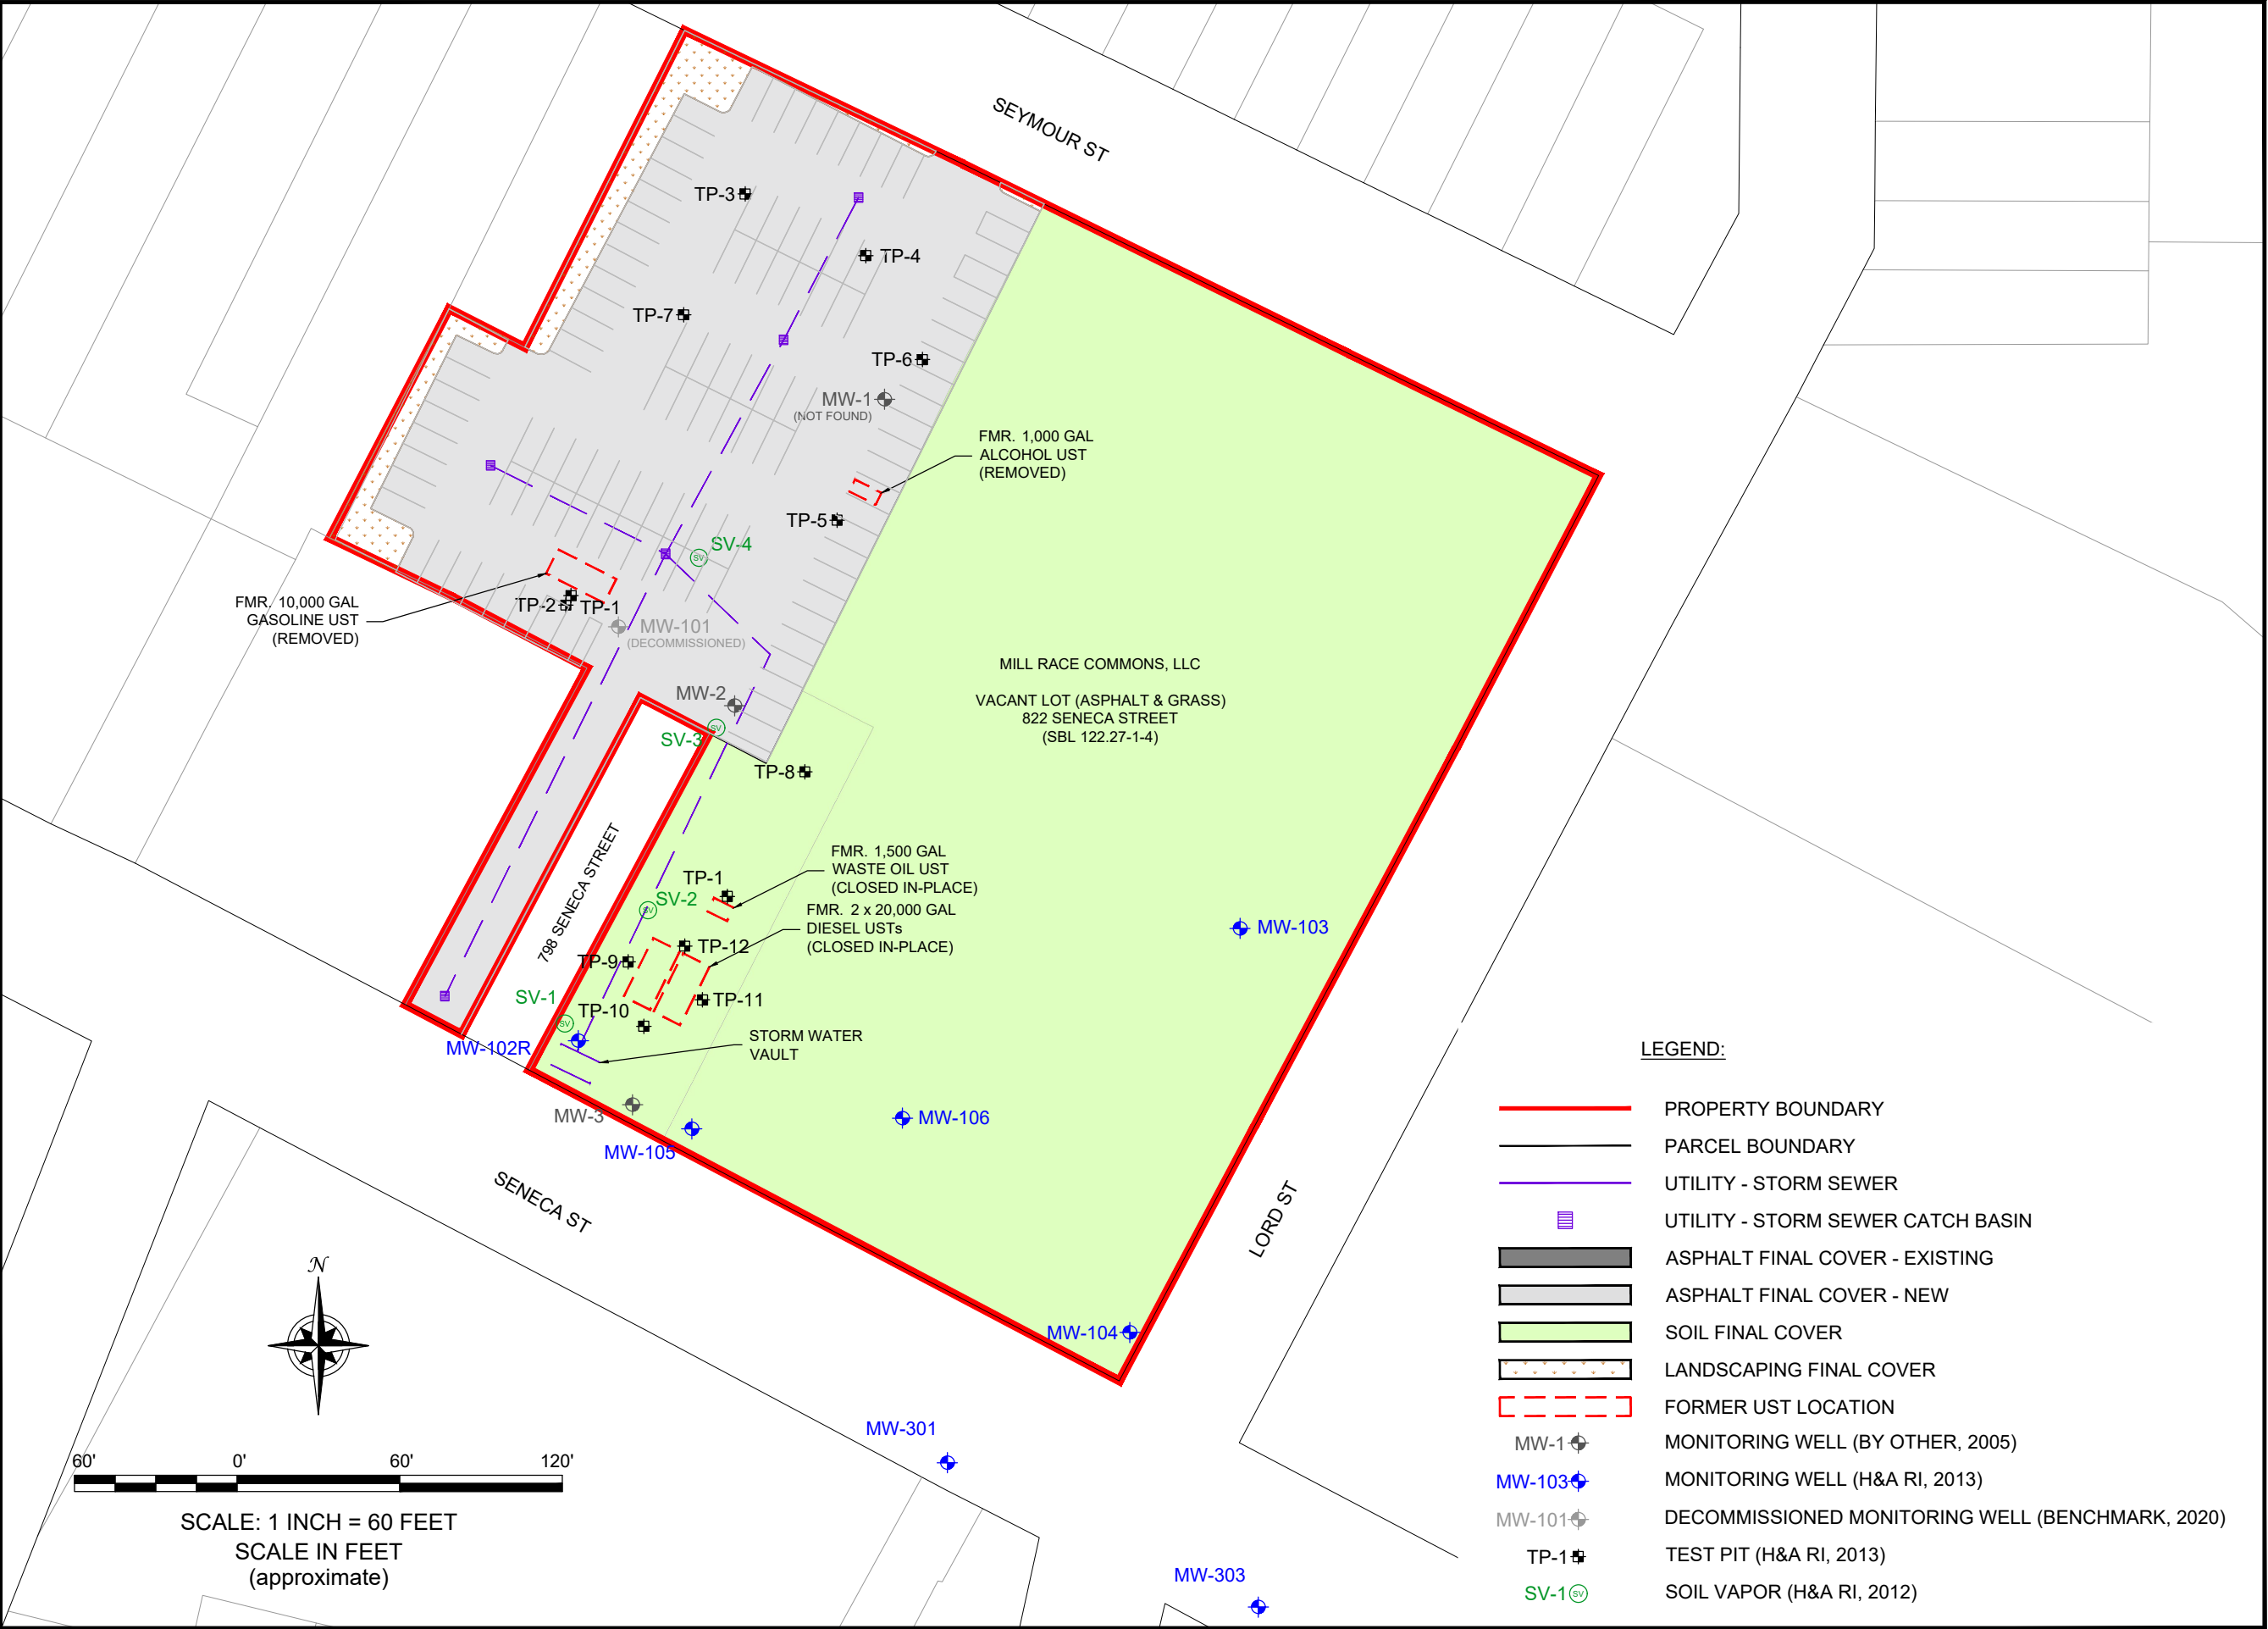 SEYMOUR ST
TP-3
TP-4
TP-7
TP-6
MW-1
(NOT FOUND)
FMR. 1,000 GAL
ALCOHOL UST
(REMOVED)
TP-5
SV-4
SV
FMR. 10,000 GAL
GASOLINE UST
(REMOVED)
TP-2
TP-1
MW-101
(DECOMMISSIONED)
MILL RACE COMMONS, LLC
VACANT LOT (ASPHALT & GRASS)
822 SENECA STREET
(SBL 122.27-1-4)
MW-2
SV
SV-3
TP-8
798 SENECA STREET
FMR. 1,500 GAL
WASTE OIL UST
(CLOSED IN-PLACE)
TP-1
SV-2
SV
FMR. 2 x 20,000 GAL
DIESEL USTs
(CLOSED IN-PLACE)
TP-12
TP-9
MW-103
SV-1
SV
TP-11
TP-10
STORM WATER
VAULT
MW-102R
MW-3
MW-106
MW-105
SENECA ST
LORD ST
MW-104
MW-301
MW-303
N
60'
0'
60'
120'
SCALE: 1 INCH = 60 FEET
SCALE IN FEET
(approximate)
LEGEND:
PROPERTY BOUNDARY
PARCEL BOUNDARY
UTILITY - STORM SEWER
UTILITY - STORM SEWER CATCH BASIN
ASPHALT FINAL COVER - EXISTING
ASPHALT FINAL COVER - NEW
SOIL FINAL COVER
LANDSCAPING FINAL COVER
FORMER UST LOCATION
MW-1 MONITORING WELL (BY OTHER, 2005)
MW-103 MONITORING WELL (H&A RI, 2013)
MW-101 DECOMMISSIONED MONITORING WELL (BENCHMARK, 2020)
TP-1 TEST PIT (H&A RI, 2013)
SV-1 SV SOIL VAPOR (H&A RI, 2012)